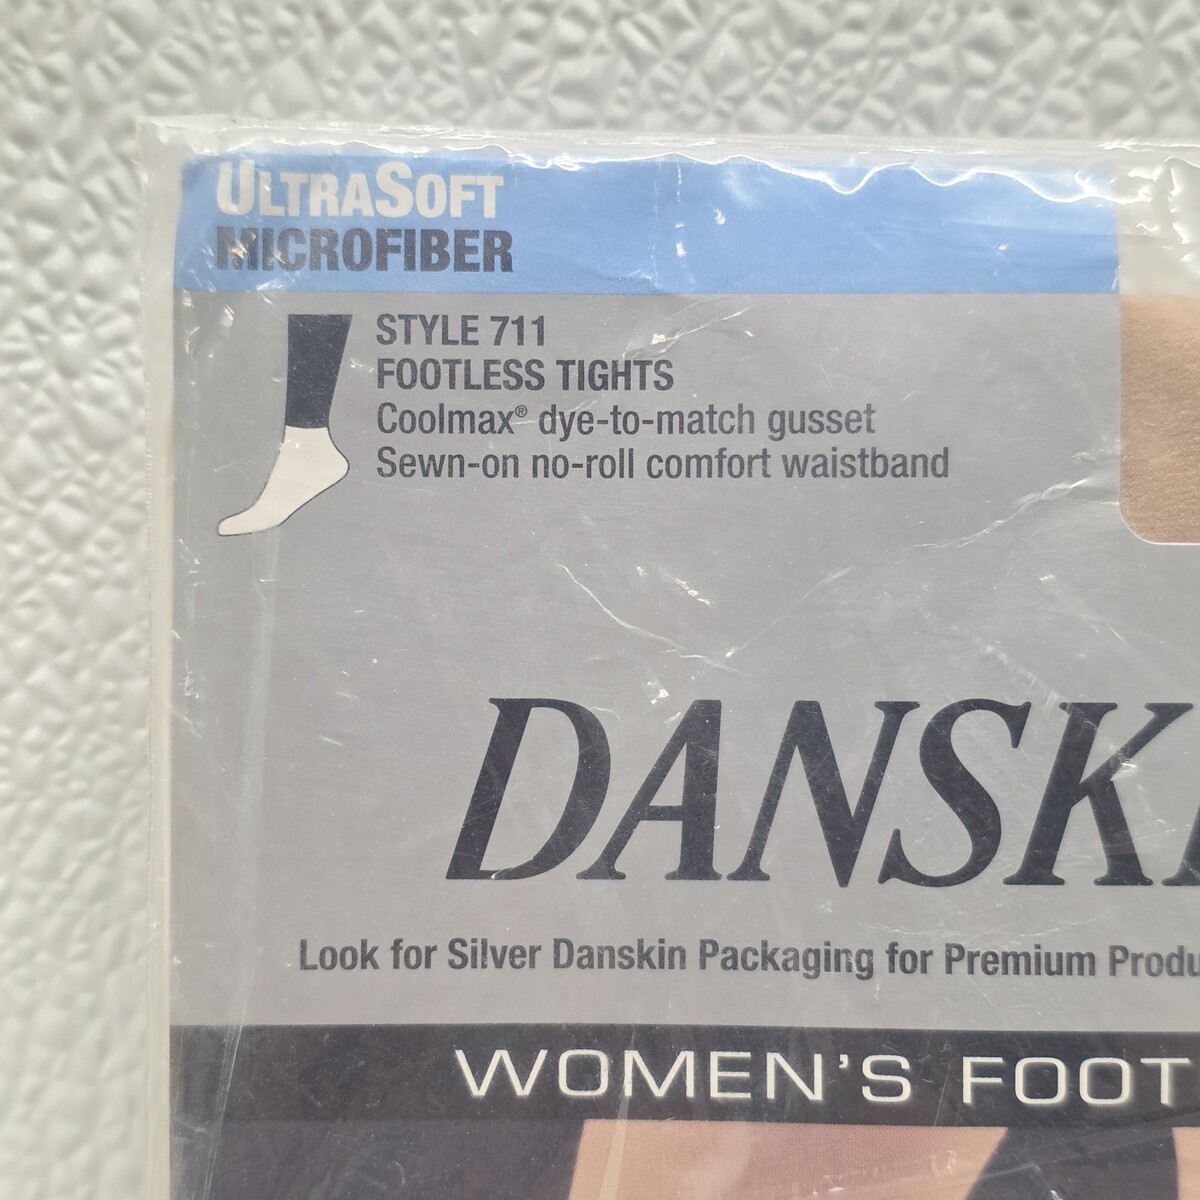 ULTRASOFT
MICROFIBER
STYLE 711
FOOTLESS TIGHTS
Coolmax® dye-to-match gusset
Sewn-on no-roll comfort waistband
DANSK
Look for Silver Danskin Packaging for Premium Produ
WOMEN'S FOOT